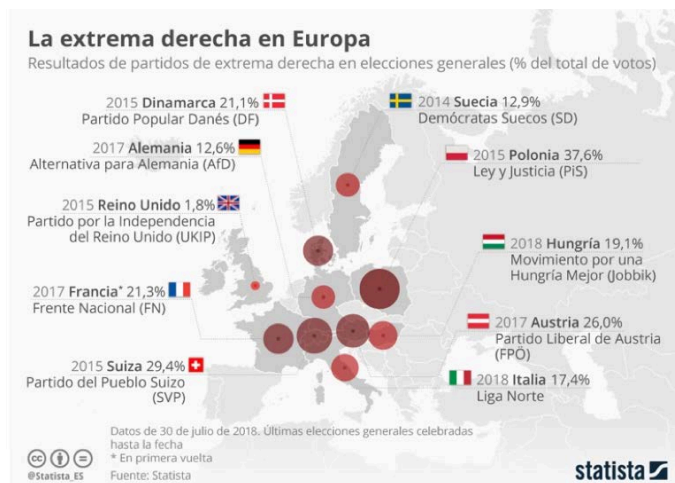 La extrema derecha en Europa
Resultados de partidos de extrema derecha en elecciones generales (% del total de votos)
2015 Dinamarca 21,1%
Partido Popular Danés (DF)
2017 Alemania 12,6%
Alternativa para Alemania (AfD)
2015 Reino Unido 1,8%
Partido por la Independencia
del Reino Unido (UKIP)
2017 Francia* 21,3%
Frente Nacional (FN)
2015 Suiza 29,4%
Partido del Pueblo Suizo
(SVP)
2014 Suecia 12,9%
Demócratas Suecos (SD)
2015 Polonia 37,6%
Ley y Justicia (PiS)
2018 Hungría 19,1%
Movimiento por una
Hungría Mejor (Jobbik)
2017 Austria 26,0%
Partido Liberal de Austria
(FPÖ)
2018 Italia 17,4%
Liga Norte
Datos de 30 de julio de 2018. Últimas elecciones generales celebradas
hasta la fecha
* En primera vuelta
Fuente: Statista
@Statista_ES
statista